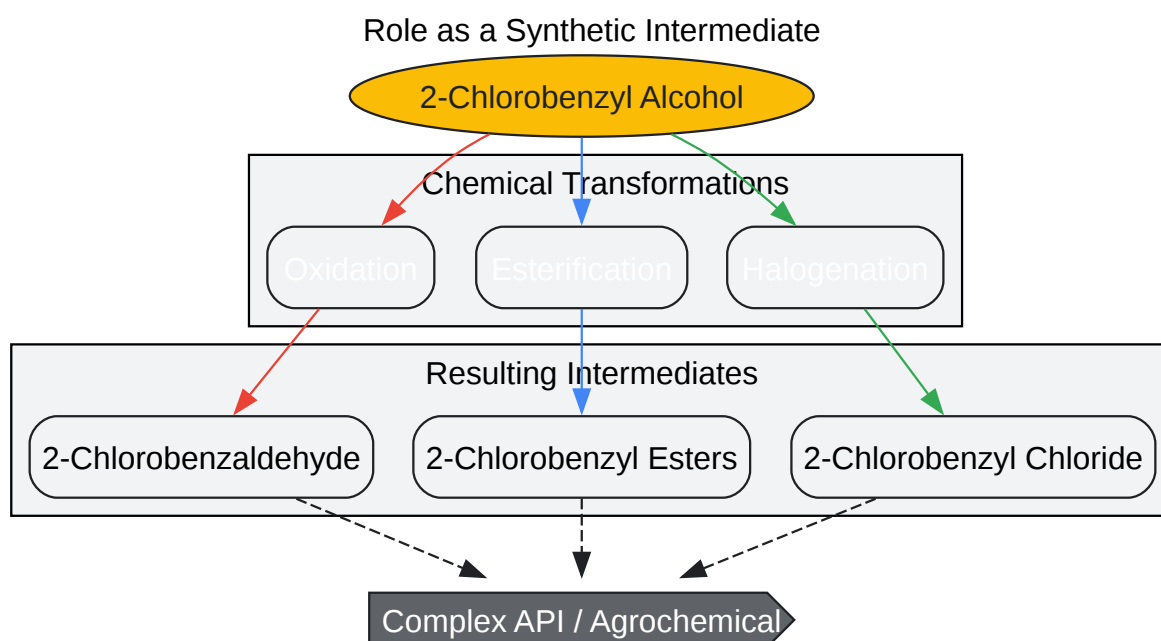 Role as a Synthetic Intermediate
2-Chlorobenzyl Alcohol
Chemical Transformations
Oxidation
Esterification
Halogenation
Resulting Intermediates
2-Chlorobenzaldehyde
2-Chlorobenzyl Esters
2-Chlorobenzyl Chloride
Complex API / Agrochemical